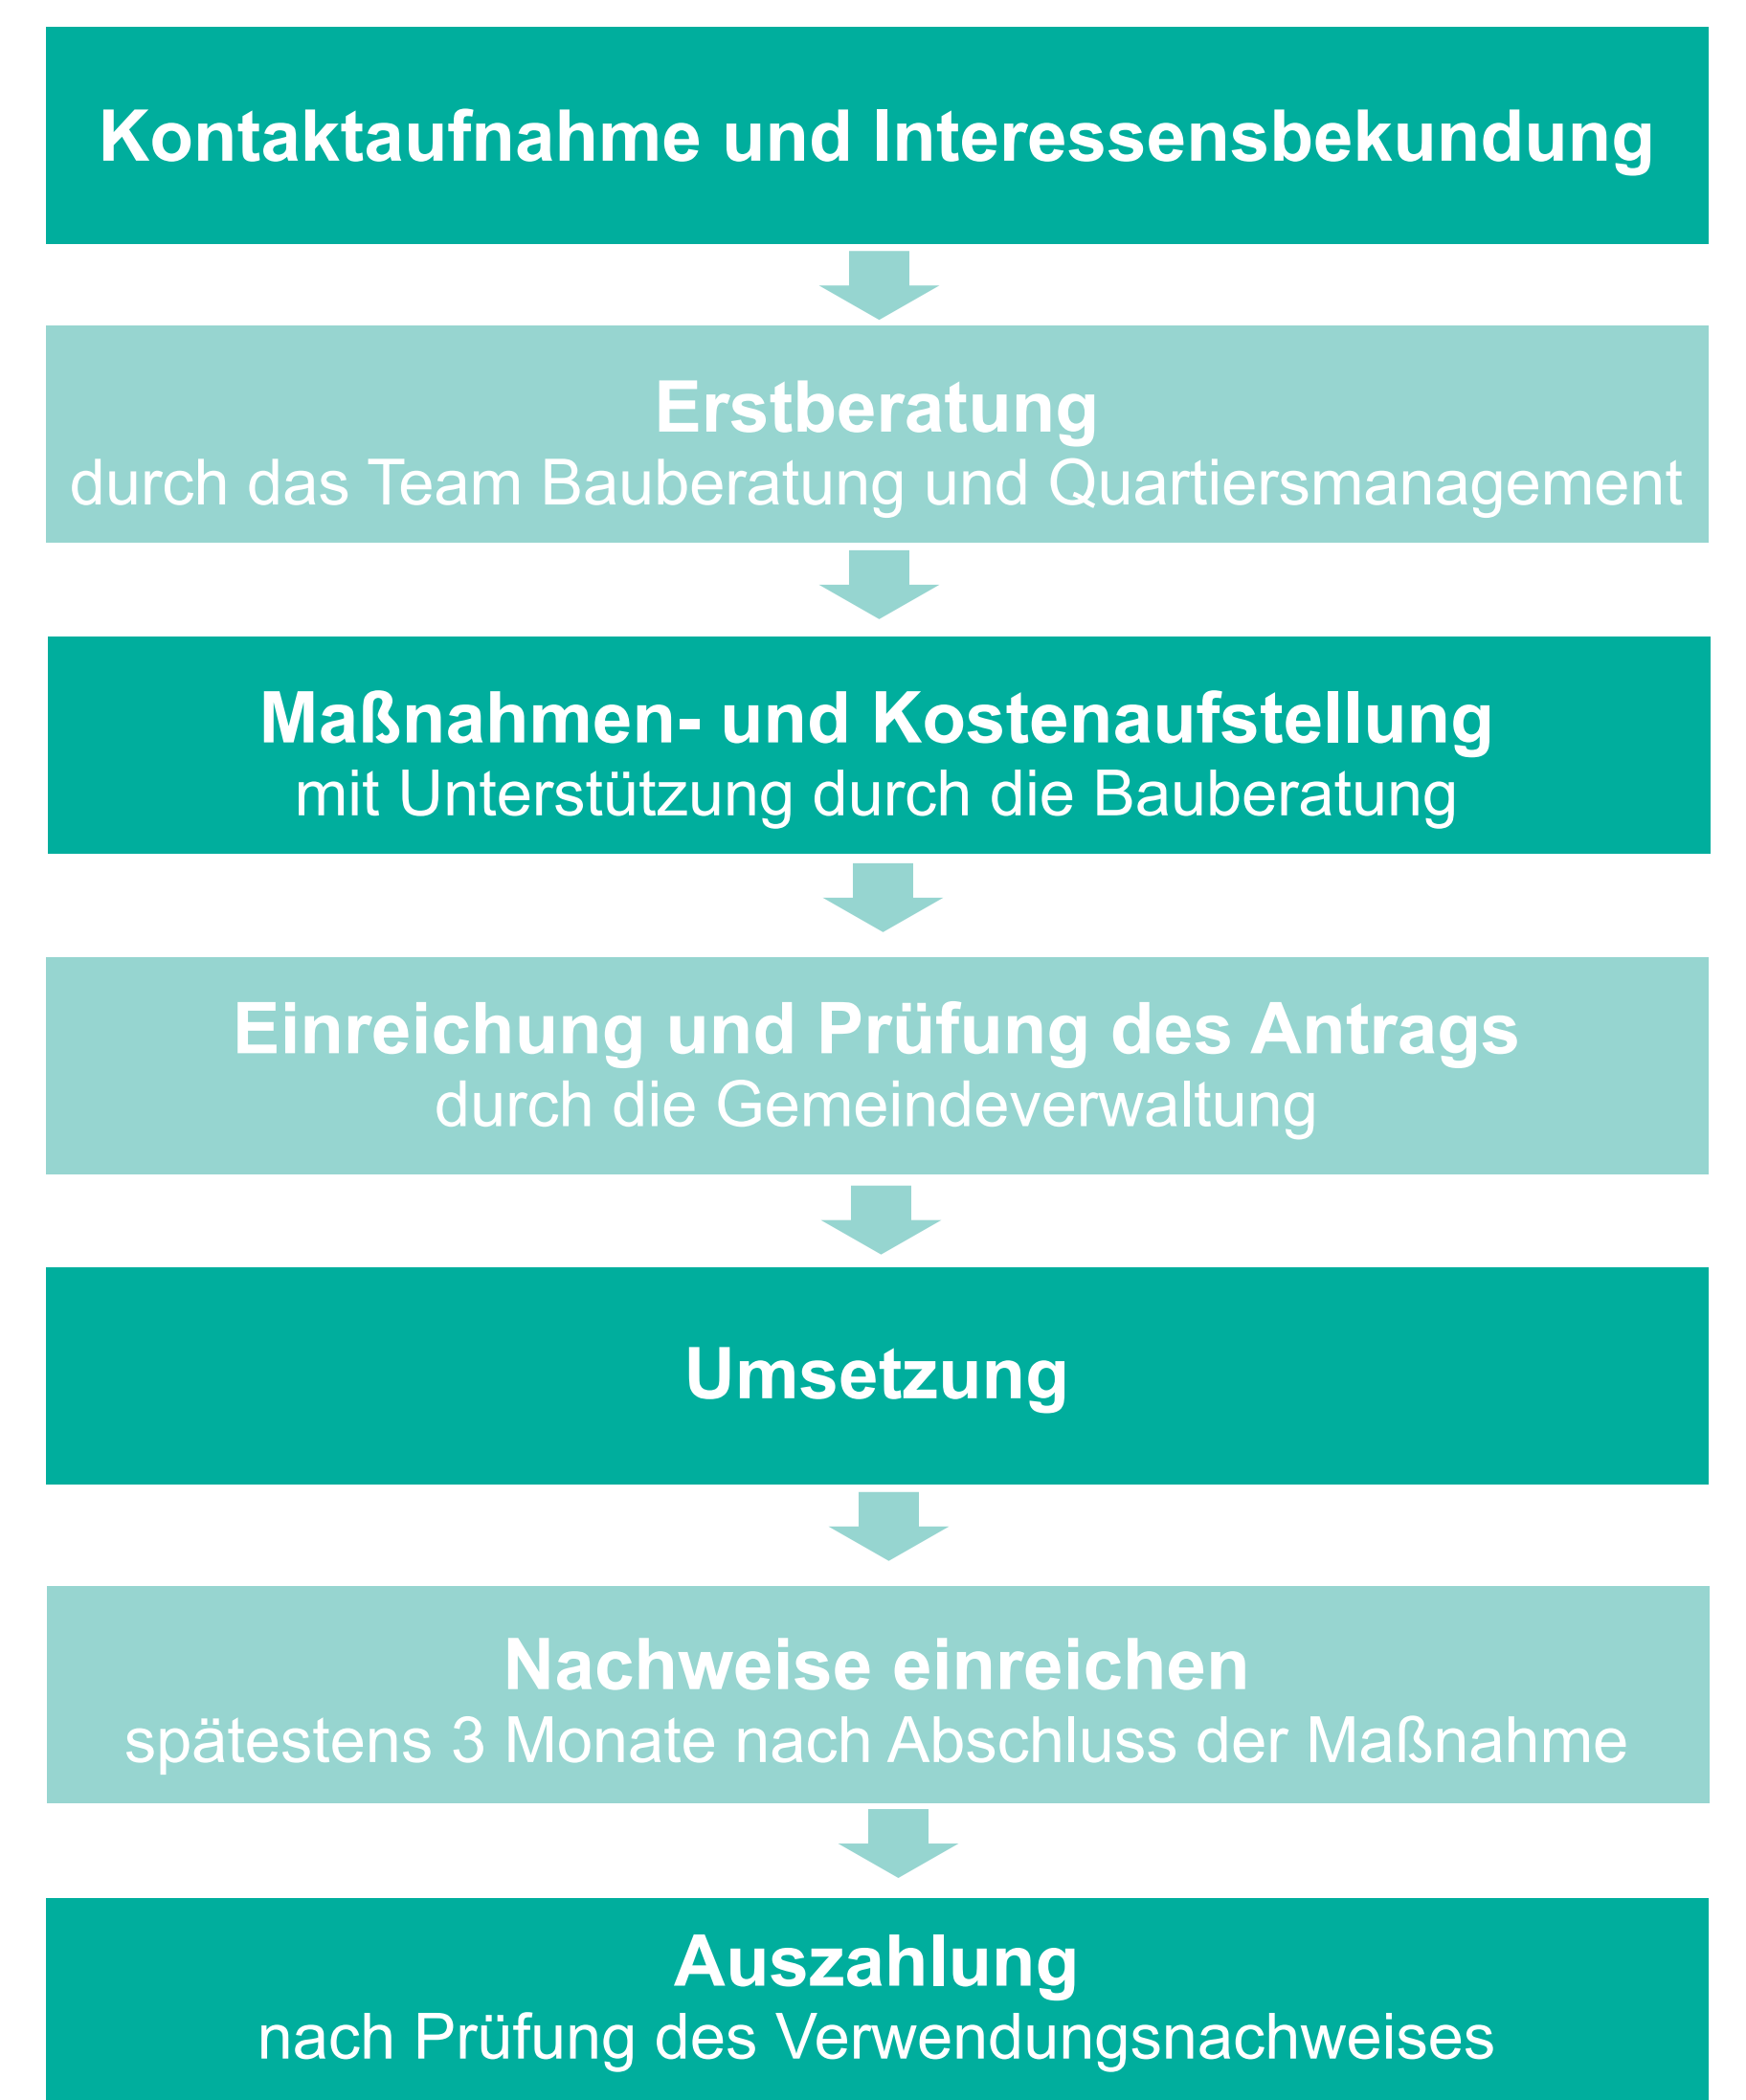 Kontaktaufnahme und Interessensbekundung
Erstberatung
durch das Team Bauberatung und Quartiersmanagement
Maßnahmen- und Kostenaufstellung
mit Unterstützung durch die Bauberatung
Einreichung und Prüfung des Antrags
durch die Gemeindeverwaltung
Umsetzung
Nachweise einreichen
spätestens 3 Monate nach Abschluss der Maßnahme
Auszahlung
nach Prüfung des Verwendungsnachweises